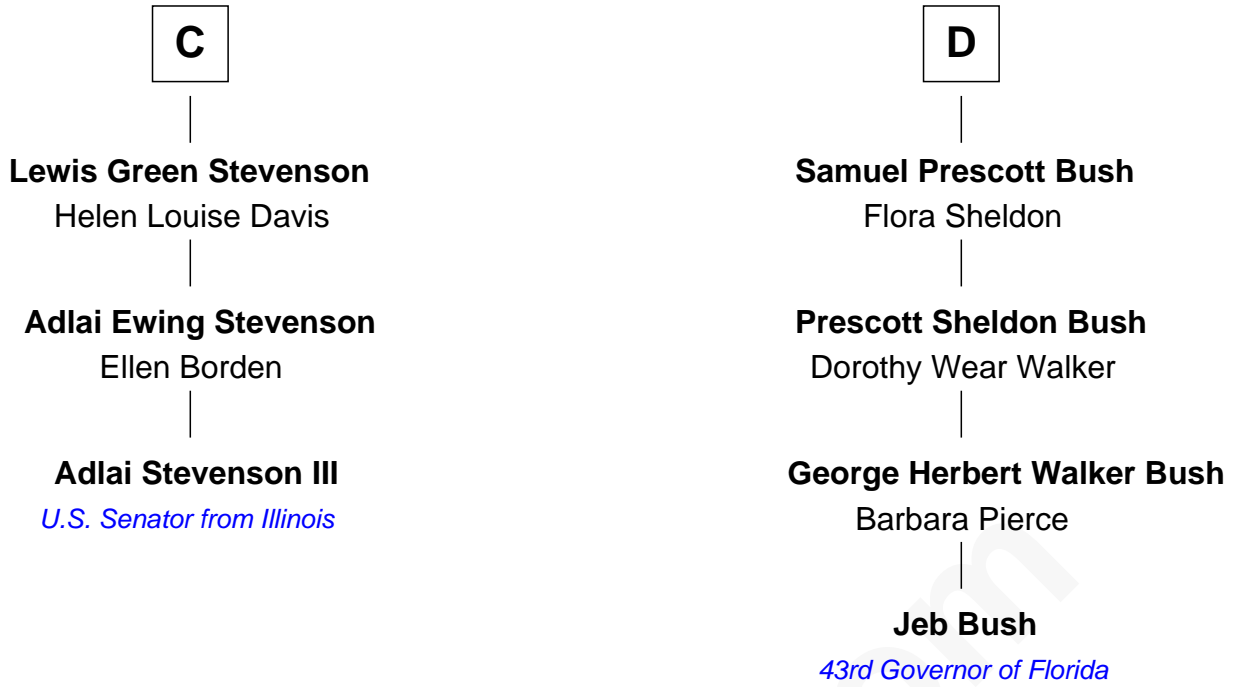 C
Lewis Green Stevenson
Helen Louise Davis
Adlai Ewing Stevenson
Ellen Borden
Adlai Stevenson III
U.S. Senator from Illinois
D
Samuel Prescott Bush
Flora Sheldon
Prescott Sheldon Bush
Dorothy Wear Walker
George Herbert Walker Bush
Barbara Pierce
Jeb Bush
43rd Governor of Florida